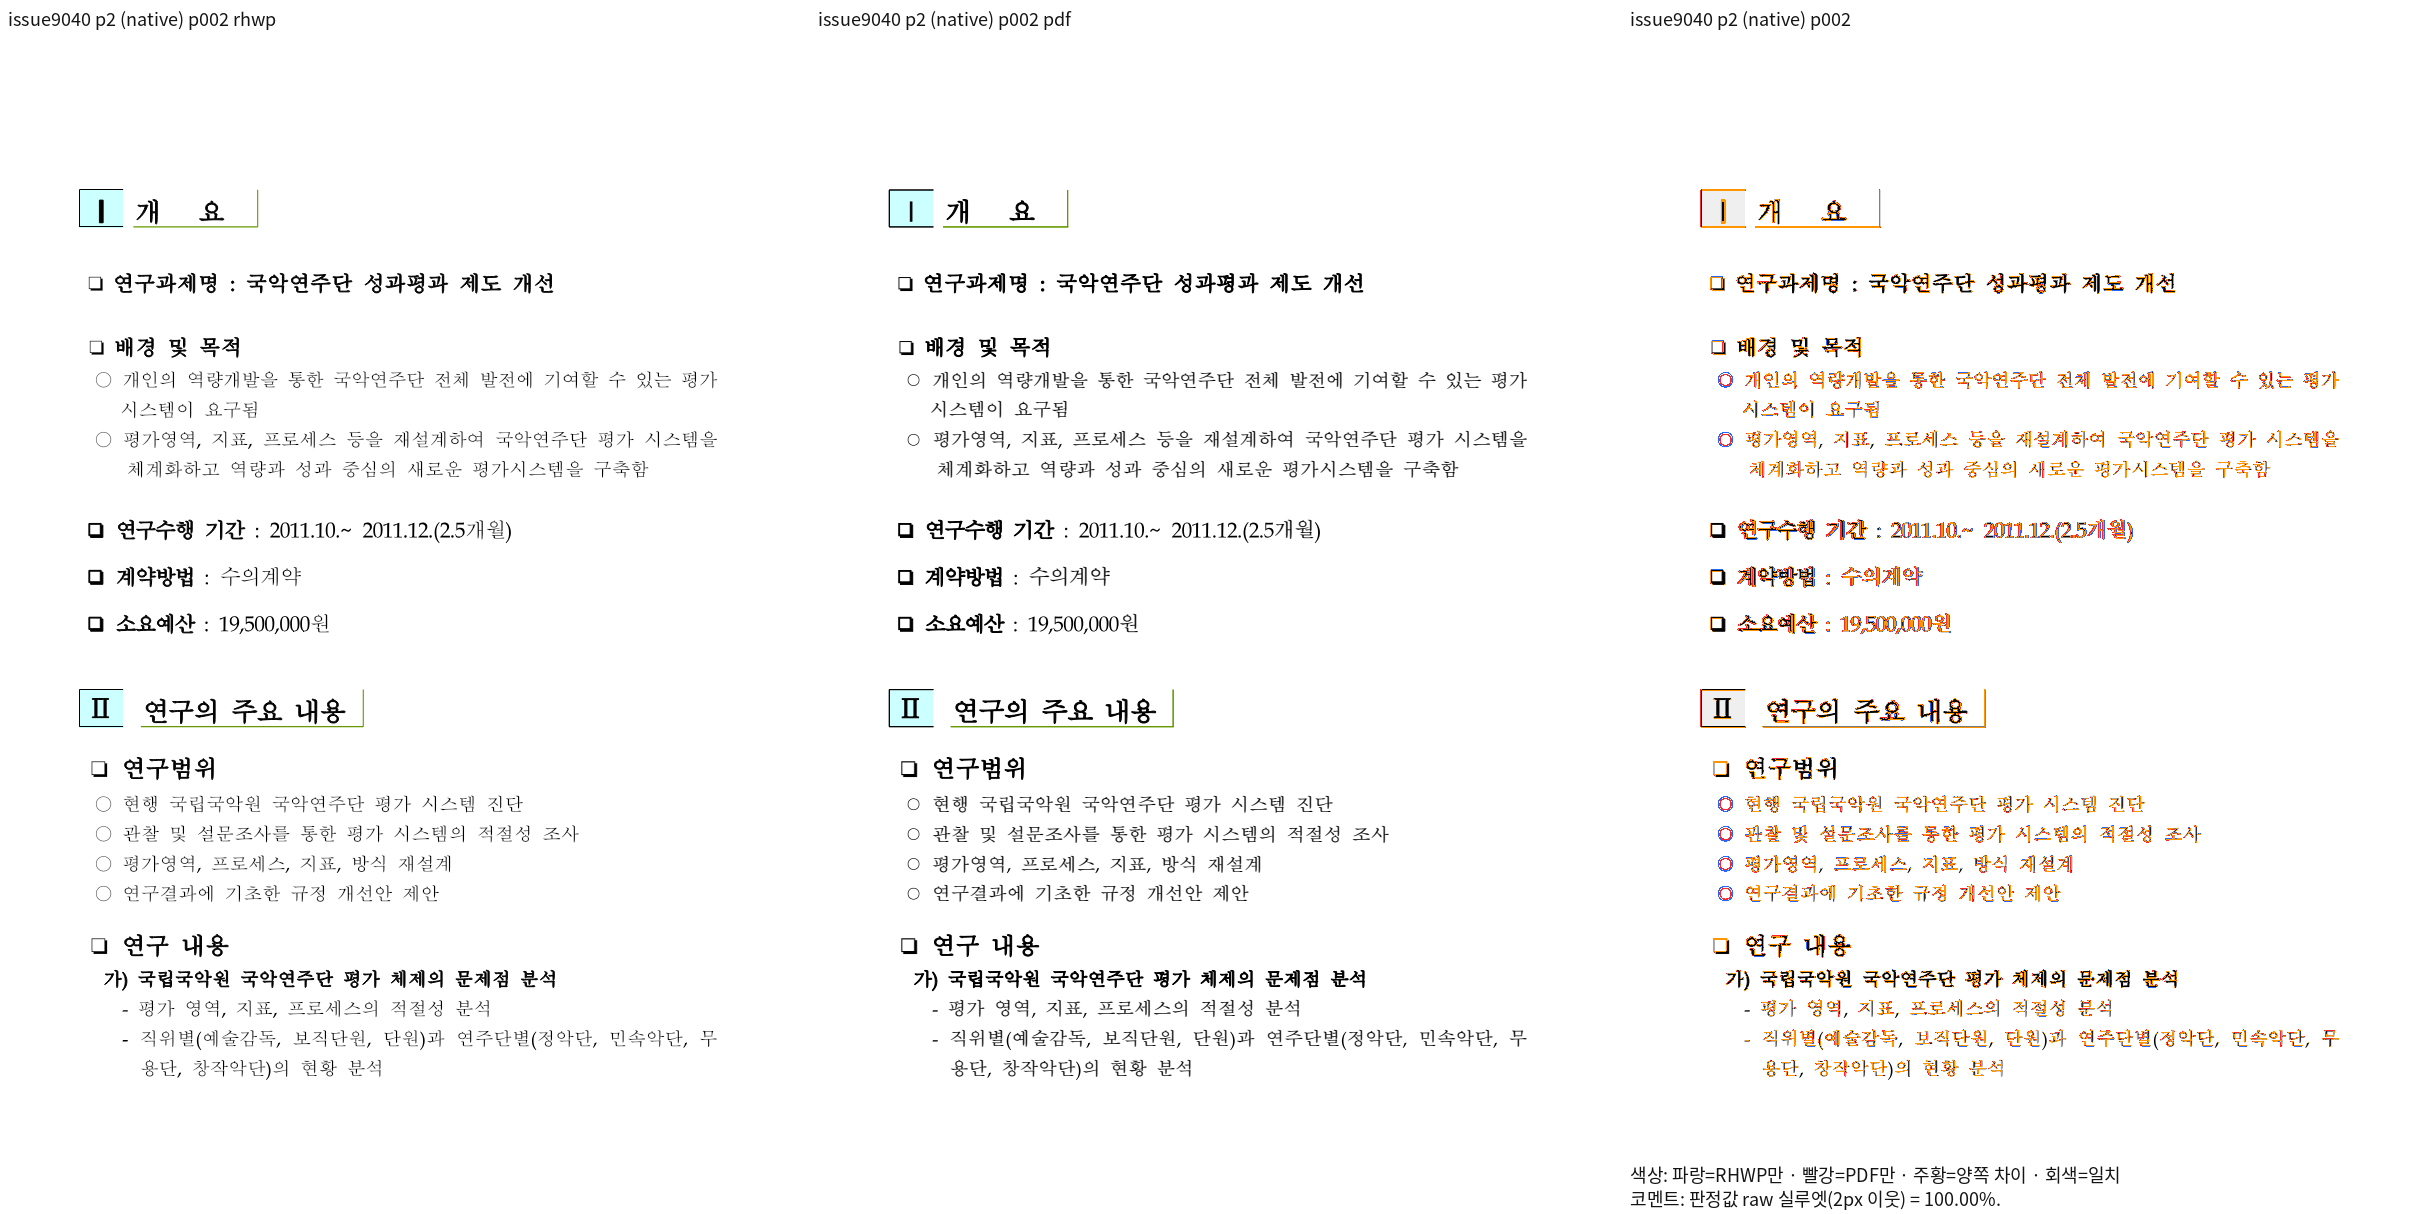 issue9040 p2 (native) p002 rhwp
Ⅰ 개 요
❏ 연구과제명 : 국악연주단 성과평과 제도 개선
❏ 배경 및 목적
○ 개인의 역량개발을 통한 국악연주단 전체 발전에 기여할 수 있는 평가
시스템이 요구됨
○ 평가영역, 지표, 프로세스 등을 재설계하여 국악연주단 평가 시스템을
체계화하고 역량과 성과 중심의 새로운 평가시스템을 구축함
❏ 연구수행 기간 : 2011.10.~ 2011.12.(2.5개월)
❏ 계약방법 : 수의계약
❏ 소요예산 : 19,500,000원
Ⅱ 연구의 주요 내용
❏ 연구범위
○ 현행 국립국악원 국악연주단 평가 시스템 진단
○ 관찰 및 설문조사를 통한 평가 시스템의 적절성 조사
○ 평가영역, 프로세스, 지표, 방식 재설계
○ 연구결과에 기초한 규정 개선안 제안
❏ 연구 내용
가) 국립국악원 국악연주단 평가 체제의 문제점 분석
- 평가 영역, 지표, 프로세스의 적절성 분석
- 직위별(예술감독, 보직단원, 단원)과 연주단별(정악단, 민속악단, 무
용단, 창작악단)의 현황 분석
issue9040 p2 (native) p002 pdf
Ⅰ 개 요
❏ 연구과제명 : 국악연주단 성과평과 제도 개선
❏ 배경 및 목적
○ 개인의 역량개발을 통한 국악연주단 전체 발전에 기여할 수 있는 평가
시스템이 요구됨
○ 평가영역, 지표, 프로세스 등을 재설계하여 국악연주단 평가 시스템을
체계화하고 역량과 성과 중심의 새로운 평가시스템을 구축함
❏ 연구수행 기간 : 2011.10.~ 2011.12.(2.5개월)
❏ 계약방법 : 수의계약
❏ 소요예산 : 19,500,000원
Ⅱ 연구의 주요 내용
❏ 연구범위
○ 현행 국립국악원 국악연주단 평가 시스템 진단
○ 관찰 및 설문조사를 통한 평가 시스템의 적절성 조사
○ 평가영역, 프로세스, 지표, 방식 재설계
○ 연구결과에 기초한 규정 개선안 제안
❏ 연구 내용
가) 국립국악원 국악연주단 평가 체제의 문제점 분석
- 평가 영역, 지표, 프로세스의 적절성 분석
- 직위별(예술감독, 보직단원, 단원)과 연주단별(정악단, 민속악단, 무
용단, 창작악단)의 현황 분석
issue9040 p2 (native) p002
Ⅰ 개 요
❏ 연구과제명 : 국악연주단 성과평과 제도 개선
❏ 배경 및 목적
○ 개인의 역량개발을 통한 국악연주단 전체 발전에 기여할 수 있는 평가
시스템이 요구됨
○ 평가영역, 지표, 프로세스 등을 재설계하여 국악연주단 평가 시스템을
체계화하고 역량과 성과 중심의 새로운 평가시스템을 구축함
❏ 연구수행 기간 : 2011.10.~ 2011.12.(2.5개월)
❏ 계약방법 : 수의계약
❏ 소요예산 : 19,500,000원
Ⅱ 연구의 주요 내용
❏ 연구범위
○ 현행 국립국악원 국악연주단 평가 시스템 진단
○ 관찰 및 설문조사를 통한 평가 시스템의 적절성 조사
○ 평가영역, 프로세스, 지표, 방식 재설계
○ 연구결과에 기초한 규정 개선안 제안
❏ 연구 내용
가) 국립국악원 국악연주단 평가 체제의 문제점 분석
- 평가 영역, 지표, 프로세스의 적절성 분석
- 직위별(예술감독, 보직단원, 단원)과 연주단별(정악단, 민속악단, 무
용단, 창작악단)의 현황 분석
색상: 파랑=RHWP만 · 빨강=PDF만 · 주황=양쪽 차이 · 회색=일치
코멘트: 판정값 raw 실루엣(2px 이웃) = 100.00%.